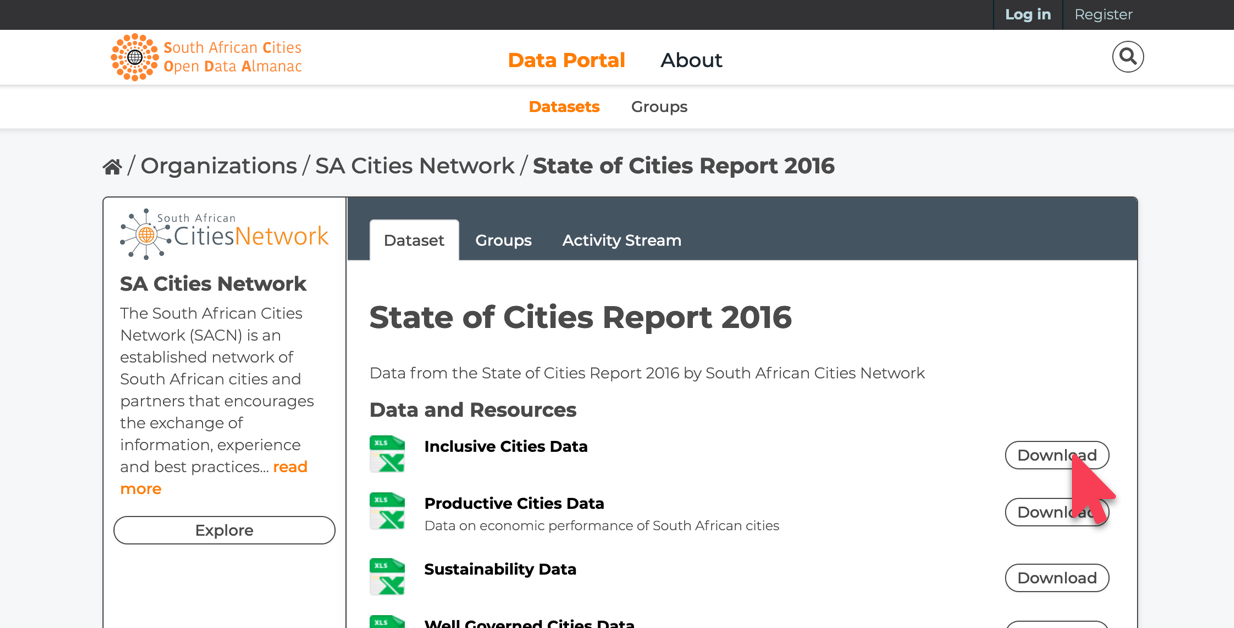 Log in
Register
South African Cities
Open Data Almanac
Data Portal
About
Datasets
Groups
/ Organizations / SA Cities Network / State of Cities Report 2016
South African
CitiesNetwork
SA Cities Network
The South African Cities
Network (SACN) is an
established network of
South African cities and
partners that encourages
the exchange of
information, experience
and best practices... read
more
Explore
Dataset
Groups
Activity Stream
State of Cities Report 2016
Data from the State of Cities Report 2016 by South African Cities Network
Data and Resources
XLS
Inclusive Cities Data
Download
XLS
Productive Cities Data
Data on economic performance of South African cities
Download
XLS
Sustainability Data
Download
XLS
Well Governed Cities Data